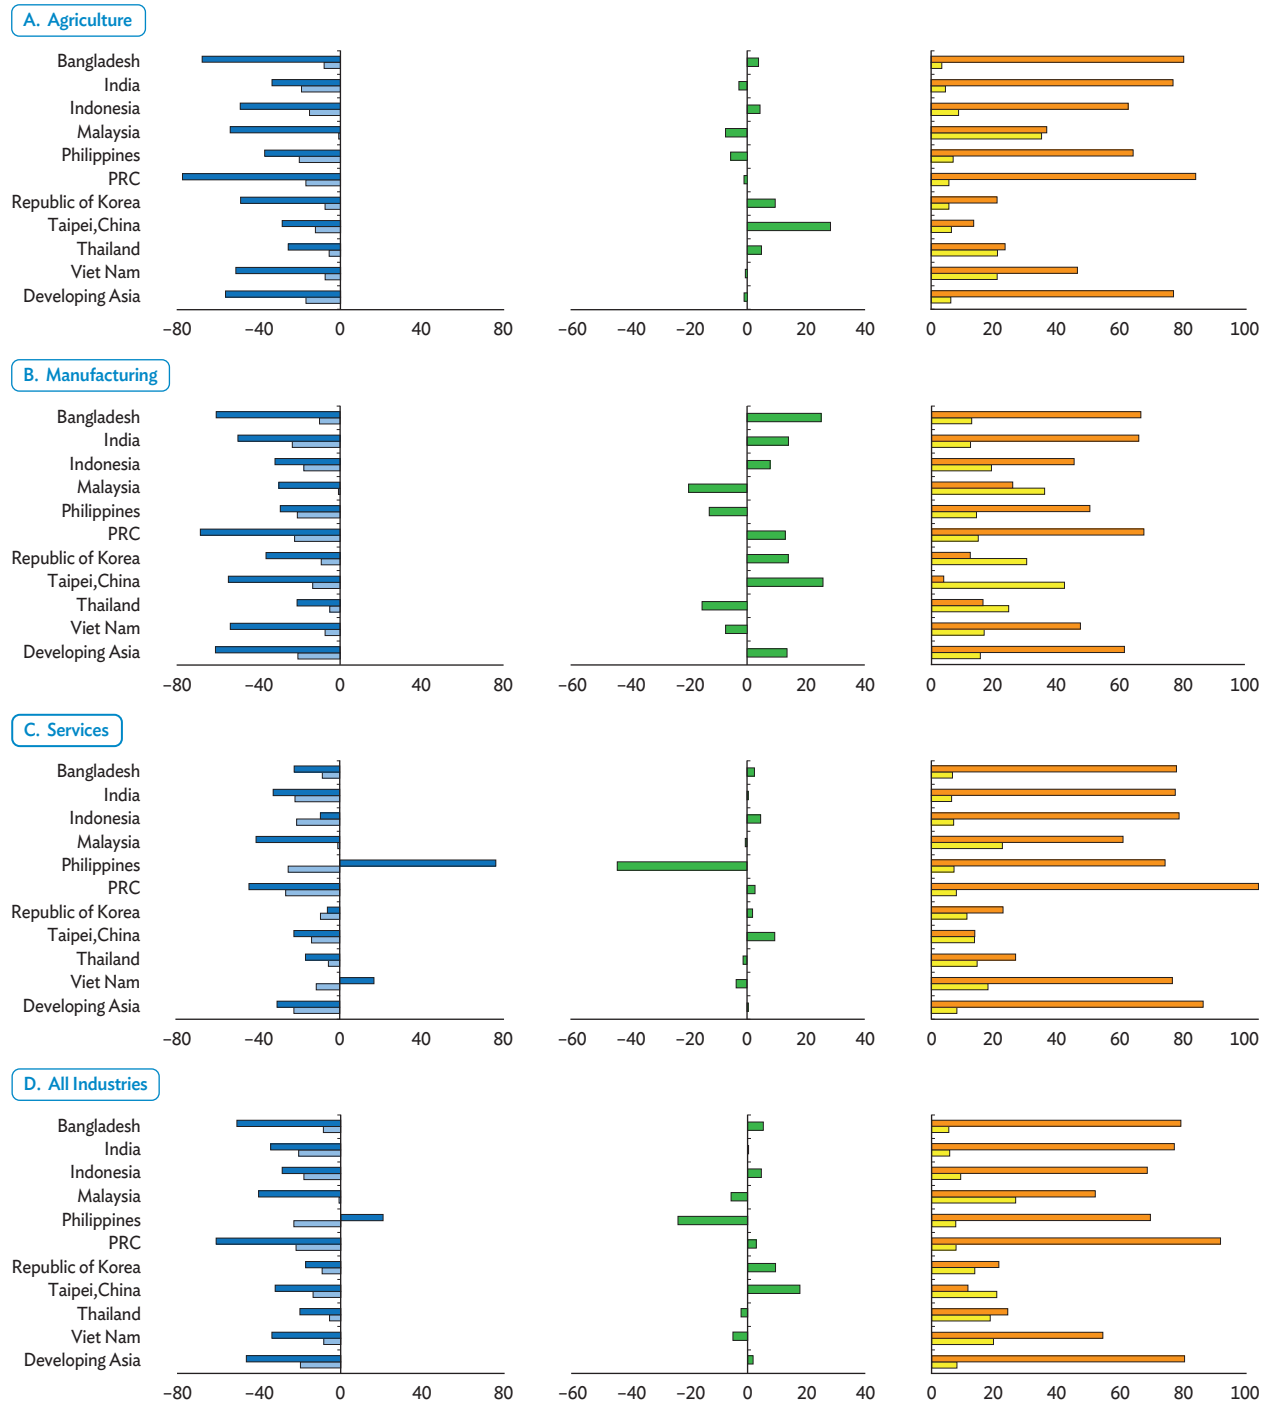 A. Agriculture
Bangladesh
India
Indonesia
Malaysia
Philippines
PRC
Republic of Korea
Taipei,China
Thailand
Viet Nam
Developing Asia
−80 −40 0 40 80 −60 −40 −20 0 20 40 0 20 40 60 80 100
B. Manufacturing
Bangladesh
India
Indonesia
Malaysia
Philippines
PRC
Republic of Korea
Taipei,China
Thailand
Viet Nam
Developing Asia
−80 −40 0 40 80 −60 −40 −20 0 20 40 0 20 40 60 80 100
C. Services
Bangladesh
India
Indonesia
Malaysia
Philippines
PRC
Republic of Korea
Taipei,China
Thailand
Viet Nam
Developing Asia
−80 −40 0 40 80 −60 −40 −20 0 20 40 0 20 40 60 80 100
D. All Industries
Bangladesh
India
Indonesia
Malaysia
Philippines
PRC
Republic of Korea
Taipei,China
Thailand
Viet Nam
Developing Asia
−80 −40 0 40 80 −60 −40 −20 0 20 40 0 20 40 60 80 100